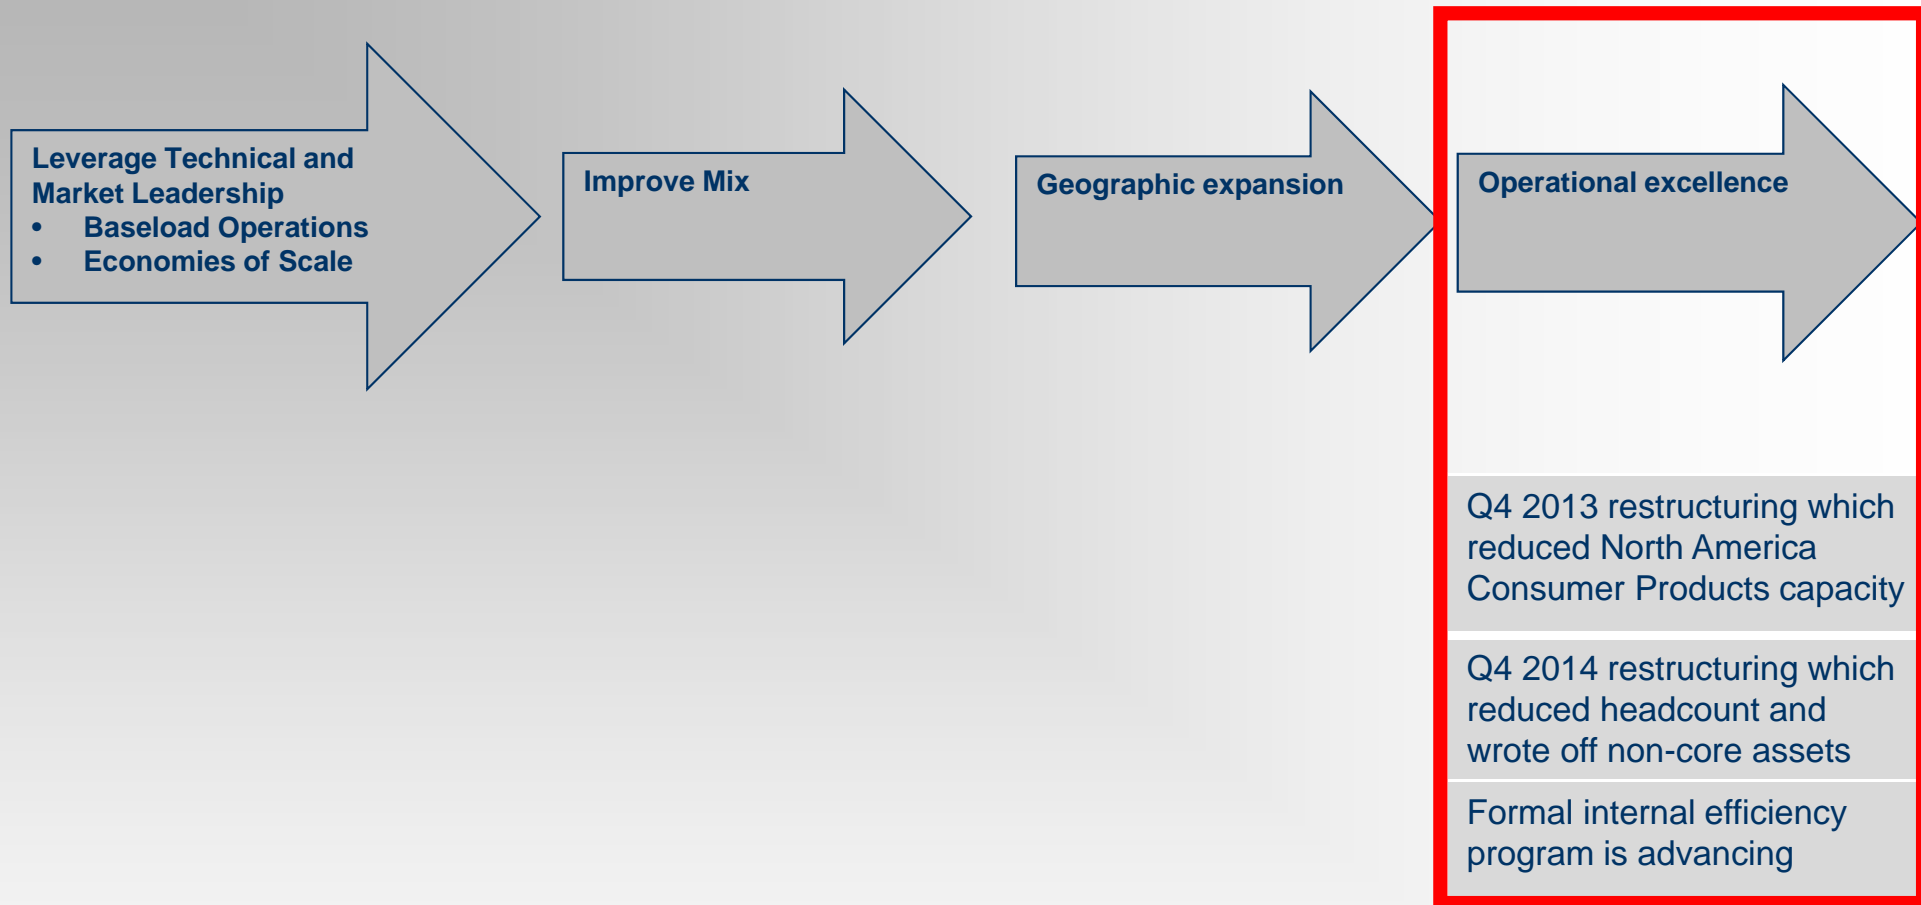 Leverage Technical and
Market Leadership
• Baseload Operations
• Economies of Scale
Improve Mix
Geographic expansion
Operational excellence
Q4 2013 restructuring which
reduced North America
Consumer Products capacity
Q4 2014 restructuring which
reduced headcount and
wrote off non-core assets
Formal internal efficiency
program is advancing